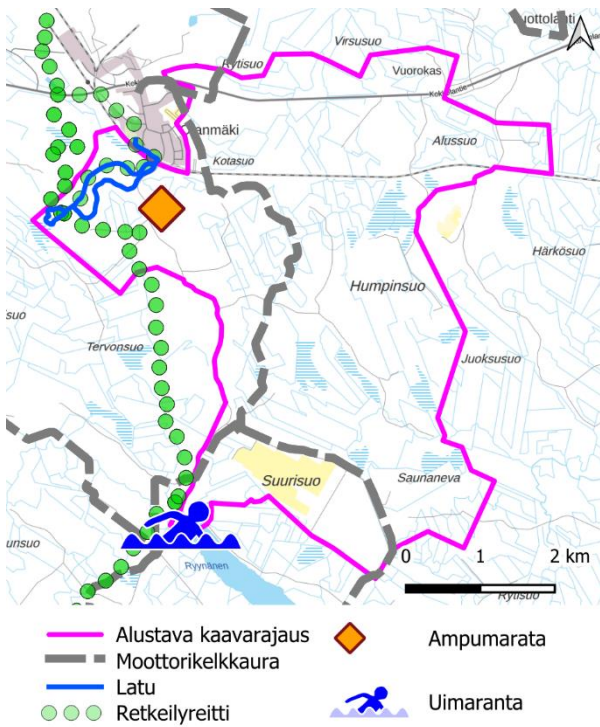 Virsusuo
Rytisuo
Vuorokas
Alussuo
Kotasuo
Härkösuo
Humpinsuo
Tervonsuo
Juoksusuo
Suurisuo
Saunaneva
Ryynänen
0 1 2 km
Rytisuo
Alustava kaavarajaus
Moottorikelkkaura
Latu
Retkeilyreitti
Ampumarata
Uimaranta